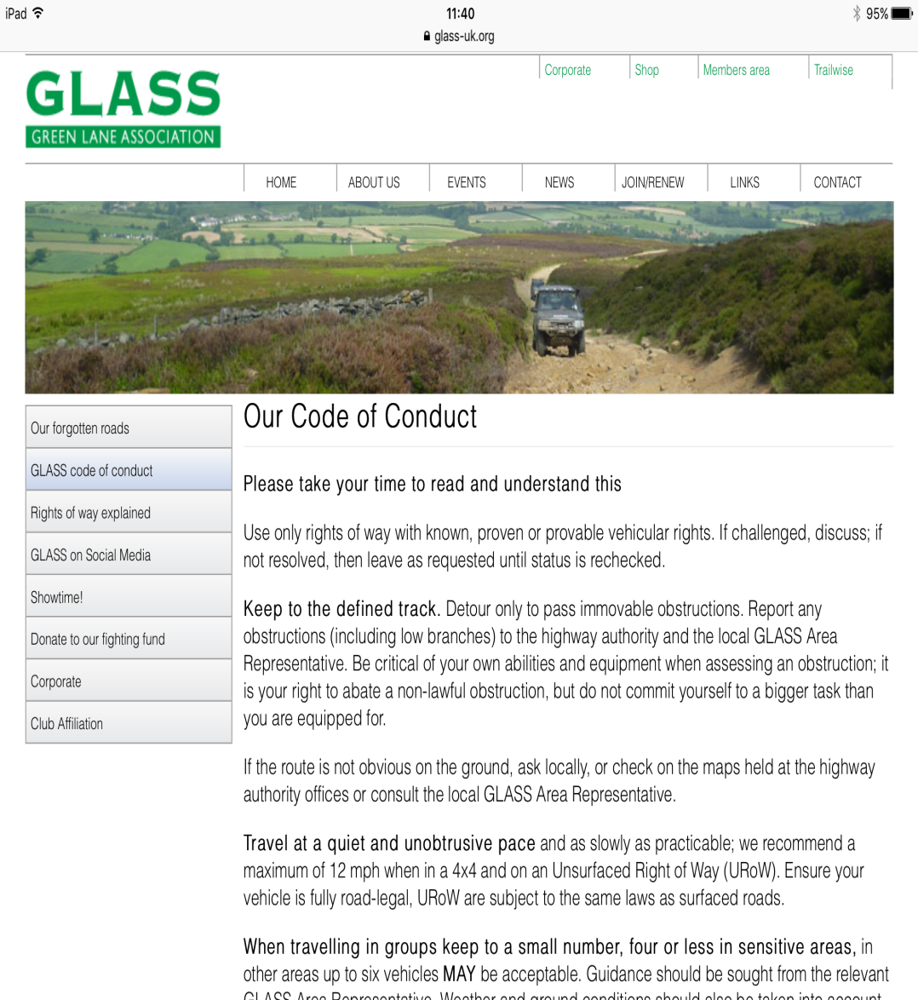 iPad 11:40 95%
glass-uk.org
Corporate Shop Members area Trailwise
GLASS
GREEN LANE ASSOCIATION
HOME ABOUT US EVENTS NEWS JOIN/RENEW LINKS CONTACT
Our forgotten roads
GLASS code of conduct
Rights of way explained
GLASS on Social Media
Showtime!
Donate to our fighting fund
Corporate
Club Affiliation
Our Code of Conduct
Please take your time to read and understand this
Use only rights of way with known, proven or provable vehicular rights. If challenged, discuss; if
not resolved, then leave as requested until status is rechecked.
Keep to the defined track. Detour only to pass immovable obstructions. Report any
obstructions (including low branches) to the highway authority and the local GLASS Area
Representative. Be critical of your own abilities and equipment when assessing an obstruction; it
is your right to abate a non-lawful obstruction, but do not commit yourself to a bigger task than
you are equipped for.
If the route is not obvious on the ground, ask locally, or check on the maps held at the highway
authority offices or consult the local GLASS Area Representative.
Travel at a quiet and unobtrusive pace and as slowly as practicable; we recommend a
maximum of 12 mph when in a 4x4 and on an Unsurfaced Right of Way (URoW). Ensure your
vehicle is fully road-legal, URoW are subject to the same laws as surfaced roads.
When travelling in groups keep to a small number, four or less in sensitive areas, in
other areas up to six vehicles MAY be acceptable. Guidance should be sought from the relevant
GLASS Area Representative. Weather and ground conditions should also be taken into account